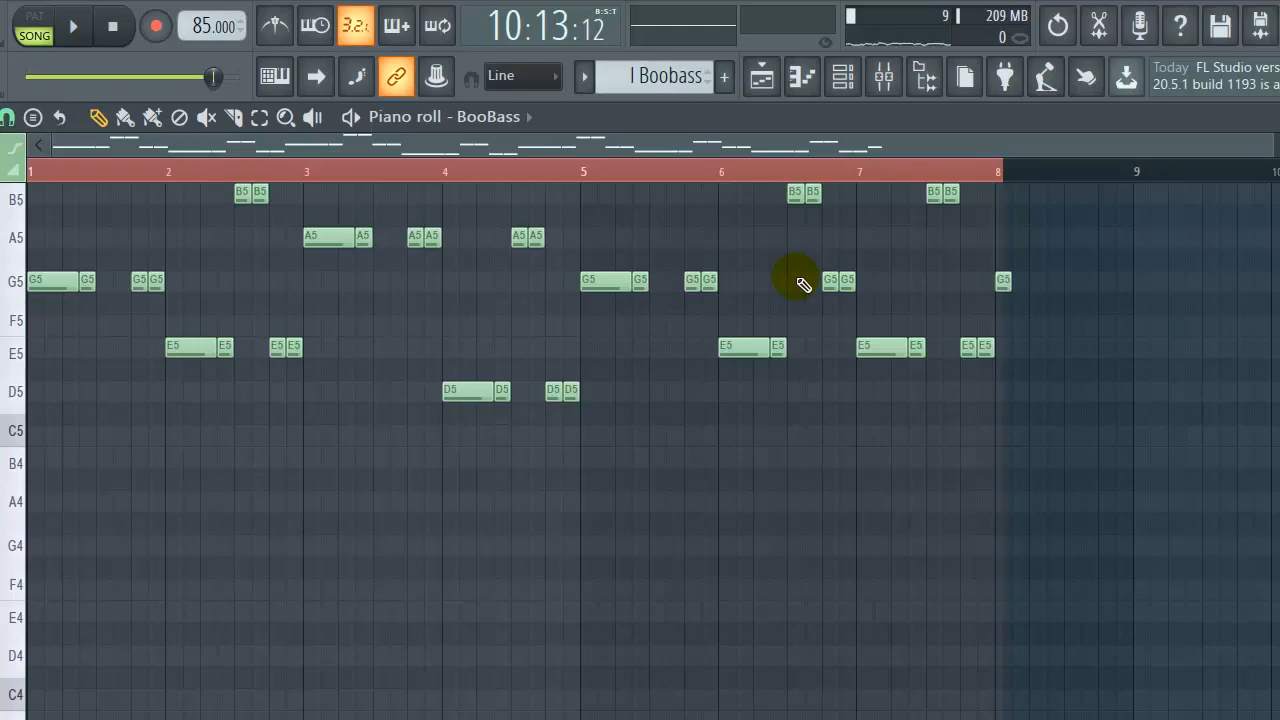 PAT
SONG
85.000
3.2.1
10:13:12
B:S:T
9
209 MB
0
Line
I Boobass
Today FL Studio vers
20.5.1 build 1193 is a
Piano roll - BooBass
1 2 3 4 5 6 7 8 9 10
B5 B5 B5 B5 B5 B5 B5
A5 A5 A5 A5 A5 A5 A5
G5 G5 G5 G5 G5 G5 G5 G5 G5 G5 G5 G5
F5
E5 E5 E5 E5 E5 E5 E5 E5 E5 E5 E5
D5 D5 D5 D5 D5
C5
B4
A4
G4
F4
E4
D4
C4